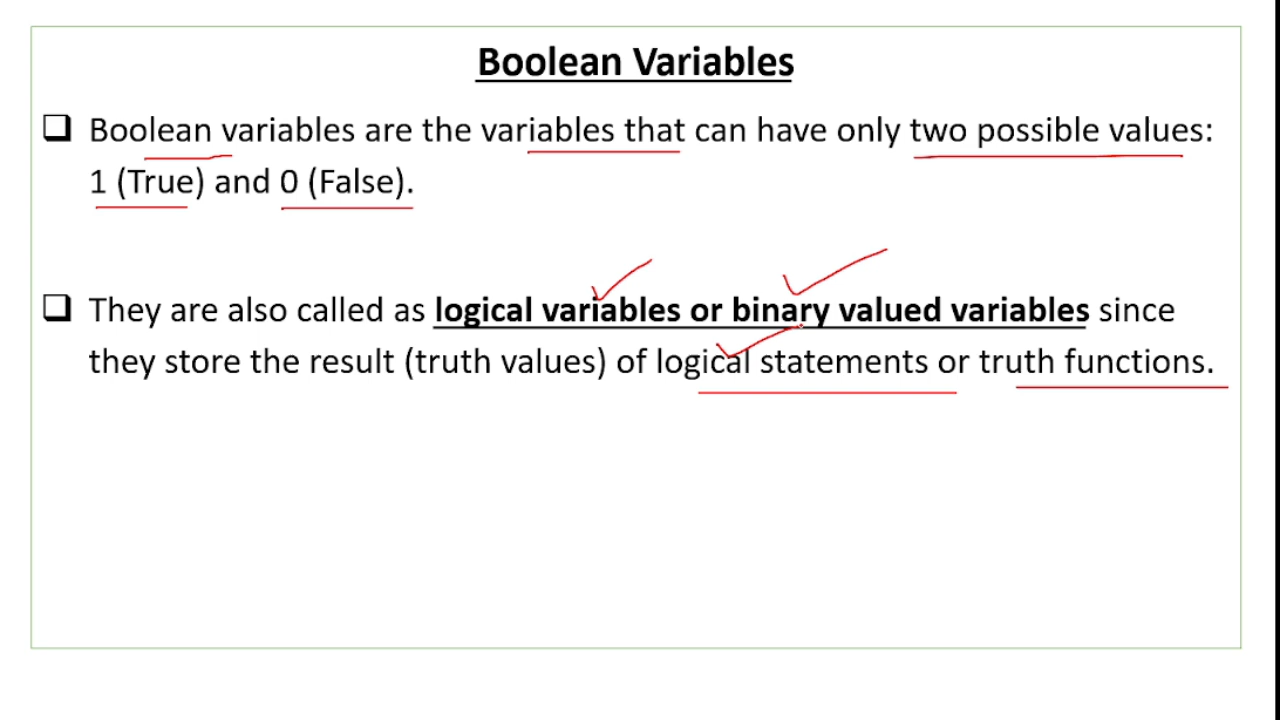 Boolean Variables
❑ Boolean variables are the variables that can have only two possible values:
1 (True) and 0 (False).
❑ They are also called as logical variables or binary valued variables since
they store the result (truth values) of logical statements or truth functions.